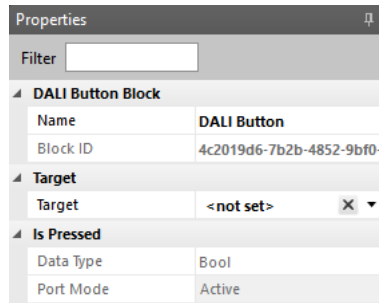 Properties
Filter
DALI Button Block
Name DALI Button
Block ID 4c2019d6-7b2b-4852-9bf0-
Target
Target <not set>
Is Pressed
Data Type Bool
Port Mode Active